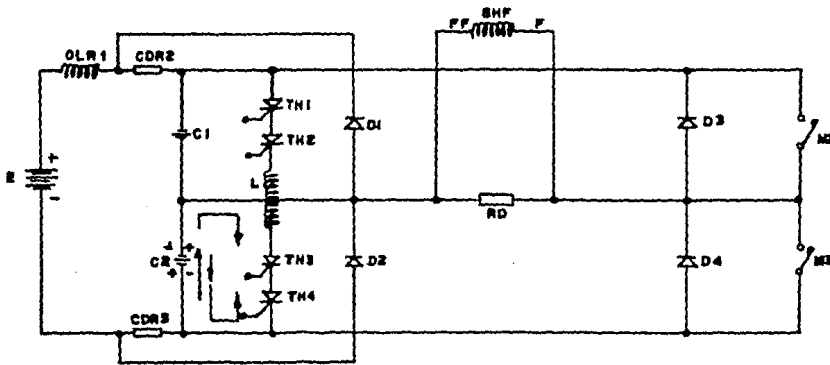 SHF
FF F
OLR1
CDR2
TH1
D1
D3
C1
TH2
+
L
-
RD
+
C2
+
-
TH3
D2
D4
TH4
CDR3